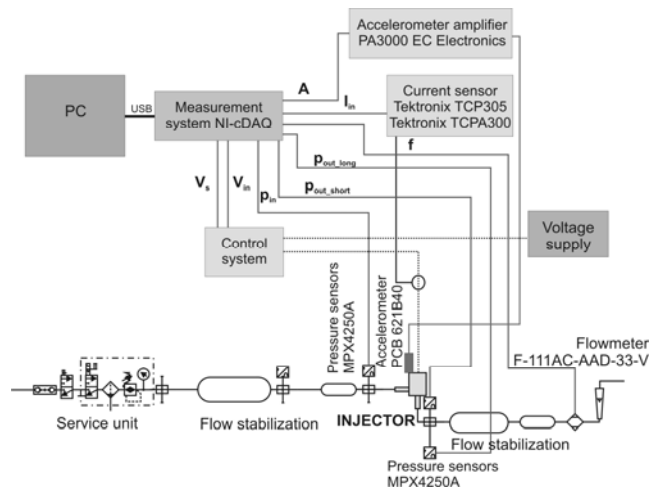 Accelerometer amplifier
PA3000 EC Electronics
PC
USB
Measurement
system NI-cDAQ
A
I_in
Current sensor
Tektronix TCP305
Tektronix TCPA300
f
p_out_long
p_out_short
V_s
V_in
p_in
Control
system
Voltage
supply
Pressure sensors
MPX4250A
Accelerometer
PCB 621B40
Flowmeter
F-111AC-AAD-33-V
Service unit
Flow stabilization
INJECTOR
Flow stabilization
Pressure sensors
MPX4250A